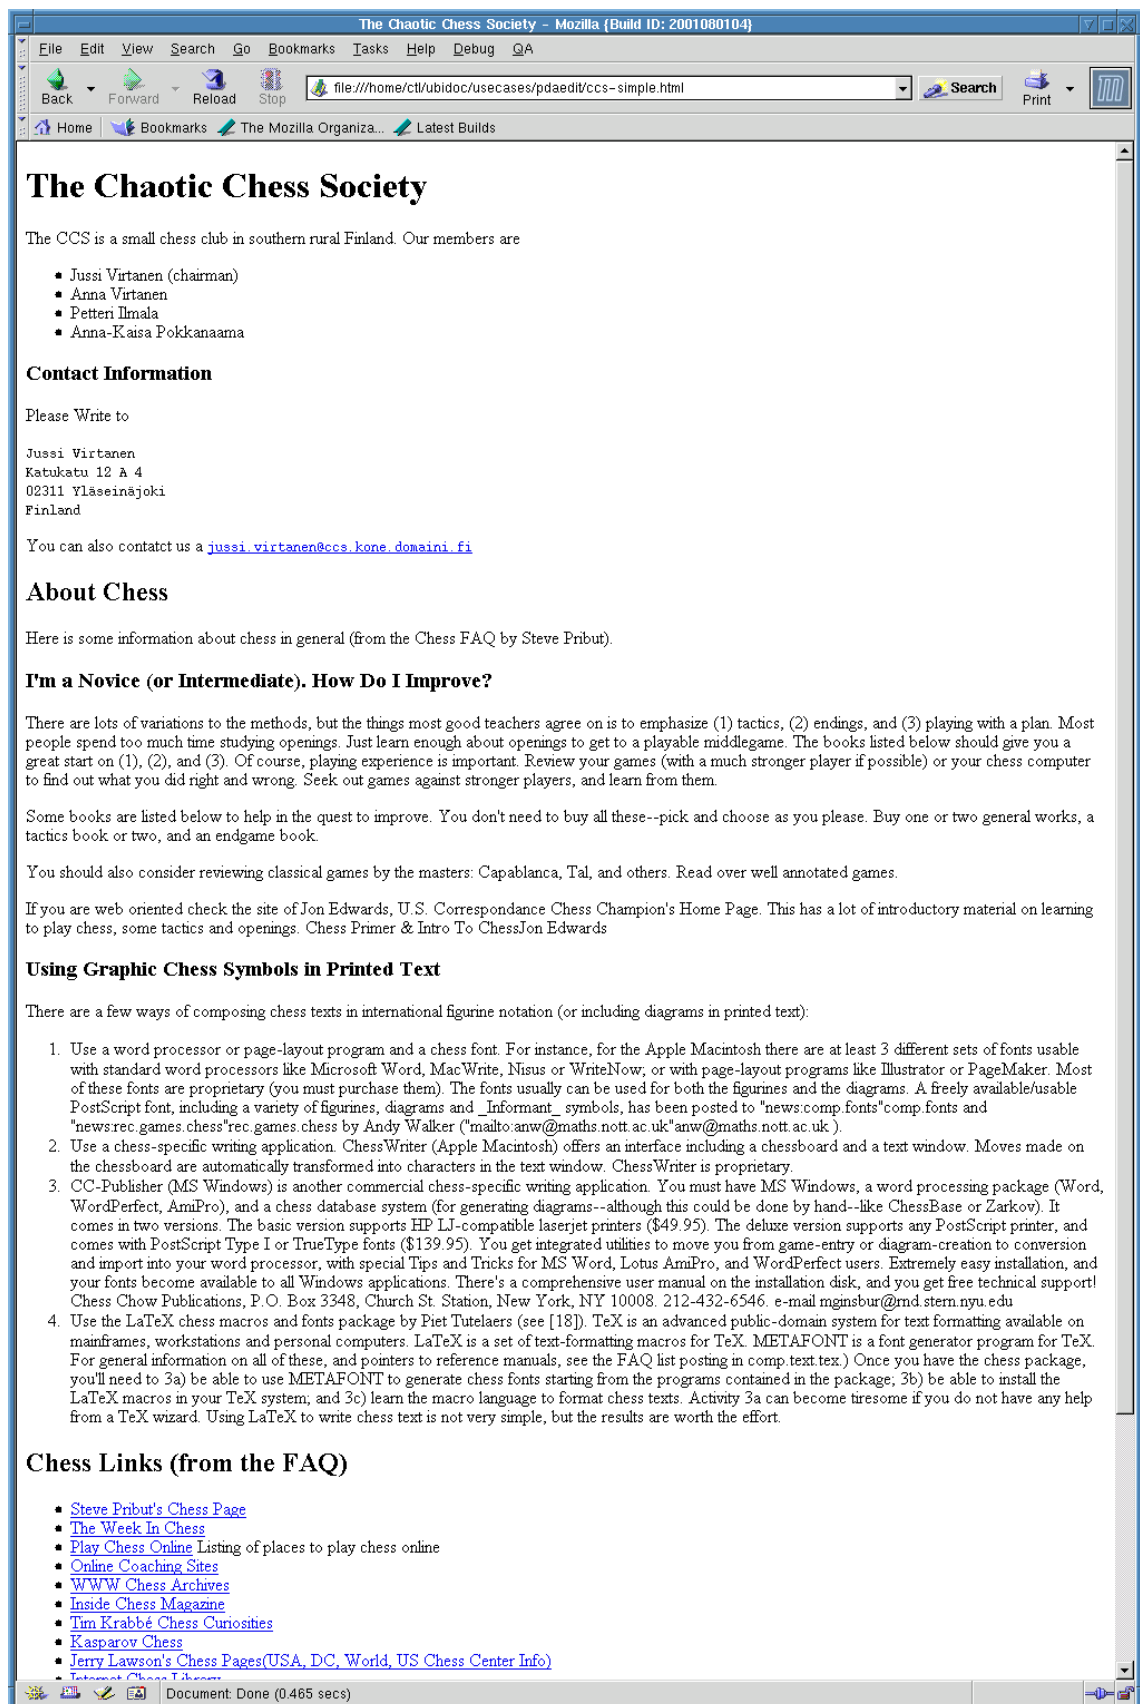 The Chaotic Chess Society - Mozilla {Build ID: 2001080104}
File Edit View Search Go Bookmarks Tasks Help Debug QA
Back Forward Reload Stop file:///home/ctl/ubidoc/usecases/pdaedit/ccs-simple.html Search Print
Home Bookmarks The Mozilla Organiza... Latest Builds
The Chaotic Chess Society
The CCS is a small chess club in southern rural Finland. Our members are
Jussi Virtanen (chairman)
Anna Virtanen
Petteri Ilmala
Anna-Kaisa Pokkanaama
Contact Information
Please Write to
Jussi Virtanen
Katukatu 12 A 4
02311 Yläseinäjoki
Finland
You can also contatct us a jussi.virtanen@ccs.kone.domaini.fi
About Chess
Here is some information about chess in general (from the Chess FAQ by Steve Pribut).
I'm a Novice (or Intermediate). How Do I Improve?
There are lots of variations to the methods, but the things most good teachers agree on is to emphasize (1) tactics, (2) endings, and (3) playing with a plan. Most
people spend too much time studying openings. Just learn enough about openings to get to a playable middlegame. The books listed below should give you a
great start on (1), (2), and (3). Of course, playing experience is important. Review your games (with a much stronger player if possible) or your chess computer
to find out what you did right and wrong. Seek out games against stronger players, and learn from them.
Some books are listed below to help in the quest to improve. You don't need to buy all these--pick and choose as you please. Buy one or two general works, a
tactics book or two, and an endgame book.
You should also consider reviewing classical games by the masters: Capablanca, Tal, and others. Read over well annotated games.
If you are web oriented check the site of Jon Edwards, U.S. Correspondance Chess Champion's Home Page. This has a lot of introductory material on learning
to play chess, some tactics and openings. Chess Primer & Intro To ChessJon Edwards
Using Graphic Chess Symbols in Printed Text
There are a few ways of composing chess texts in international figurine notation (or including diagrams in printed text):
1. Use a word processor or page-layout program and a chess font. For instance, for the Apple Macintosh there are at least 3 different sets of fonts usable
with standard word processors like Microsoft Word, MacWrite, Nisus or WriteNow; or with page-layout programs like Illustrator or PageMaker. Most
of these fonts are proprietary (you must purchase them). The fonts usually can be used for both the figurines and the diagrams. A freely available/usable
PostScript font, including a variety of figurines, diagrams and _Informant_ symbols, has been posted to "news:comp.fonts"comp.fonts and
"news:rec.games.chess"rec.games.chess by Andy Walker ("mailto:anw@maths.nott.ac.uk"anw@maths.nott.ac.uk ).
2. Use a chess-specific writing application. ChessWriter (Apple Macintosh) offers an interface including a chessboard and a text window. Moves made on
the chessboard are automatically transformed into characters in the text window. ChessWriter is proprietary.
3. CC-Publisher (MS Windows) is another commercial chess-specific writing application. You must have MS Windows, a word processing package (Word,
WordPerfect, AmiPro), and a chess database system (for generating diagrams--although this could be done by hand--like ChessBase or Zarkov). It
comes in two versions. The basic version supports HP LJ-compatible laserjet printers ($49.95). The deluxe version supports any PostScript printer, and
comes with PostScript Type I or TrueType fonts ($139.95). You get integrated utilities to move you from game-entry or diagram-creation to conversion
and import into your word processor, with special Tips and Tricks for MS Word, Lotus AmiPro, and WordPerfect users. Extremely easy installation, and
your fonts become available to all Windows applications. There's a comprehensive user manual on the installation disk, and you get free technical support!
Chess Chow Publications, P.O. Box 3348, Church St. Station, New York, NY 10008. 212-432-6546. e-mail mginsbur@rnd.stern.nyu.edu
4. Use the LaTeX chess macros and fonts package by Piet Tutelaers (see [18]). TeX is an advanced public-domain system for text formatting available on
mainframes, workstations and personal computers. LaTeX is a set of text-formatting macros for TeX. METAFONT is a font generator program for TeX.
For general information on all of these, and pointers to reference manuals, see the FAQ list posting in comp.text.tex.) Once you have the chess package,
you'll need to 3a) be able to use METAFONT to generate chess fonts starting from the programs contained in the package; 3b) be able to install the
LaTeX macros in your TeX system; and 3c) learn the macro language to format chess texts. Activity 3a can become tiresome if you do not have any help
from a TeX wizard. Using LaTeX to write chess text is not very simple, but the results are worth the effort.
Chess Links (from the FAQ)
Steve Pribut's Chess Page
The Week In Chess
Play Chess Online Listing of places to play chess online
Online Coaching Sites
WWW Chess Archives
Inside Chess Magazine
Tim Krabbé Chess Curiosities
Kasparov Chess
Jerry Lawson's Chess Pages(USA, DC, World, US Chess Center Info)
Internet Chess Library
Document: Done (0.465 secs)